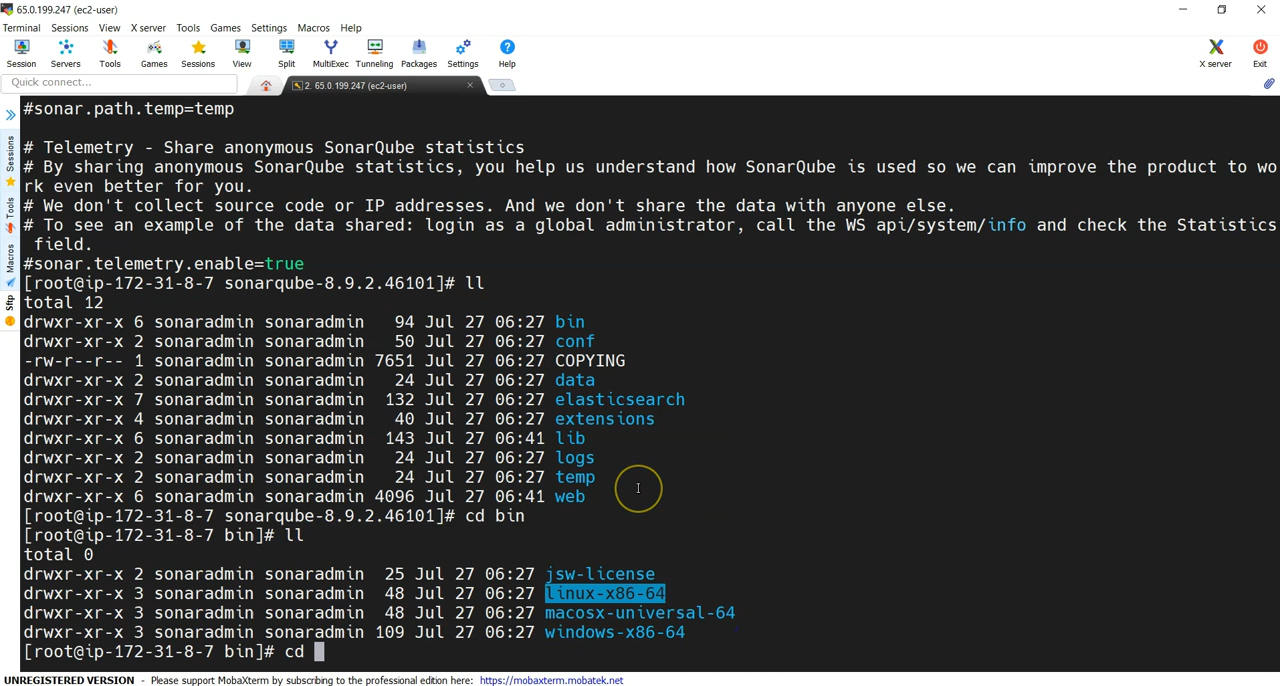 65.0.199.247 (ec2-user)
Terminal Sessions View X server Tools Games Settings Macros Help
Session Servers Tools Games Sessions View Split MultiExec Tunneling Packages Settings Help X server Exit
Quick connect...
2. 65.0.199.247 (ec2-user)
Sessions
Tools
Macros
Sftp
#sonar.path.temp=temp
# Telemetry - Share anonymous SonarQube statistics
# By sharing anonymous SonarQube statistics, you help us understand how SonarQube is used so we can improve the product to wo
rk even better for you.
# We don't collect source code or IP addresses. And we don't share the data with anyone else.
# To see an example of the data shared: login as a global administrator, call the WS api/system/info and check the Statistics
 field.
#sonar.telemetry.enable=true
[root@ip-172-31-8-7 sonarqube-8.9.2.46101]# ll
total 12
drwxr-xr-x 6 sonaradmin sonaradmin   94 Jul 27 06:27 bin
drwxr-xr-x 2 sonaradmin sonaradmin   50 Jul 27 06:27 conf
-rw-r--r-- 1 sonaradmin sonaradmin 7651 Jul 27 06:27 COPYING
drwxr-xr-x 2 sonaradmin sonaradmin   24 Jul 27 06:27 data
drwxr-xr-x 7 sonaradmin sonaradmin  132 Jul 27 06:27 elasticsearch
drwxr-xr-x 4 sonaradmin sonaradmin   40 Jul 27 06:27 extensions
drwxr-xr-x 6 sonaradmin sonaradmin  143 Jul 27 06:41 lib
drwxr-xr-x 2 sonaradmin sonaradmin   24 Jul 27 06:27 logs
drwxr-xr-x 2 sonaradmin sonaradmin   24 Jul 27 06:27 temp
drwxr-xr-x 6 sonaradmin sonaradmin 4096 Jul 27 06:41 web
[root@ip-172-31-8-7 sonarqube-8.9.2.46101]# cd bin
[root@ip-172-31-8-7 bin]# ll
total 0
drwxr-xr-x 2 sonaradmin sonaradmin  25 Jul 27 06:27 jsw-license
drwxr-xr-x 3 sonaradmin sonaradmin  48 Jul 27 06:27 linux-x86-64
drwxr-xr-x 3 sonaradmin sonaradmin  48 Jul 27 06:27 macosx-universal-64
drwxr-xr-x 3 sonaradmin sonaradmin 109 Jul 27 06:27 windows-x86-64
[root@ip-172-31-8-7 bin]# cd
UNREGISTERED VERSION - Please support MobaXterm by subscribing to the professional edition here: https://mobaxterm.mobatek.net